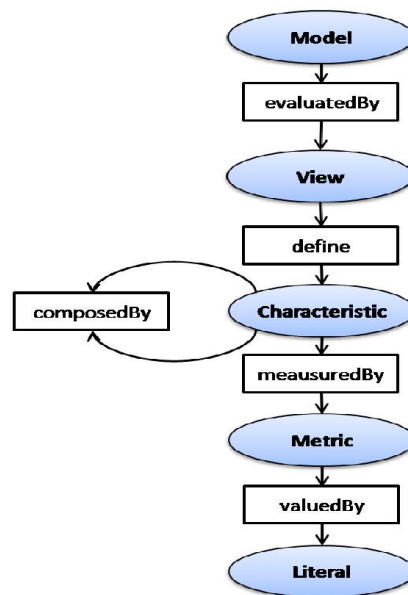 Model
evaluatedBy
View
define
composedBy
Characteristic
meausuredBy
Metric
valuedBy
Literal